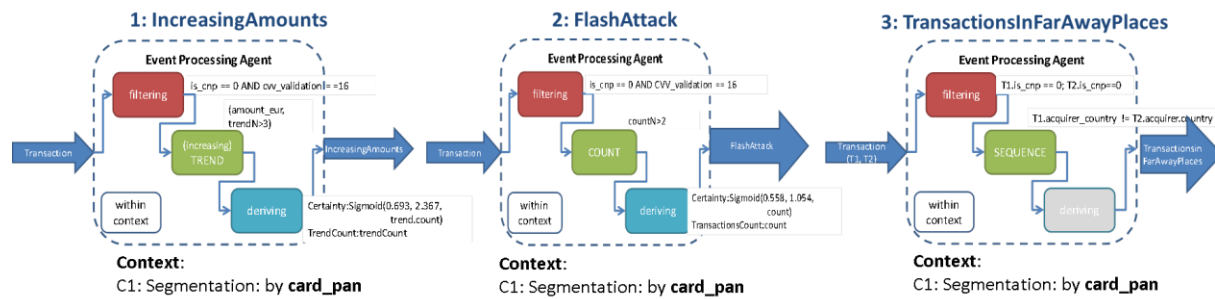 1: IncreasingAmounts
Event Processing Agent
filtering
is_cnp == 0 AND cvv_validation !==16
(amount_eur,
trendN>3)
Transaction
(increasing)
TREND
IncreasingAmounts
within
context
deriving
Certainty:Sigmoid(0.693, 2.367,
trend.count)
TrendCount:trendCount
Context:
C1: Segmentation: by card_pan
2: FlashAttack
Event Processing Agent
filtering
is_cnp == 0 AND CVV_validation == 16
countN>2
Transaction
COUNT
FlashAttack
within
context
deriving
Certainty:Sigmoid(0.558, 1.054,
count)
TransactionsCount:count
Context:
C1: Segmentation: by card_pan
3: TransactionsInFarAwayPlaces
Event Processing Agent
filtering
T1.is_cnp == 0; T2.is_cnp==0
T1.acquirer_country != T2.acquirer.country
Transaction
(T1, T2)
SEQUENCE
TransactionsIn
FarAwayPlaces
within
context
deriving
Context:
C1: Segmentation: by card_pan